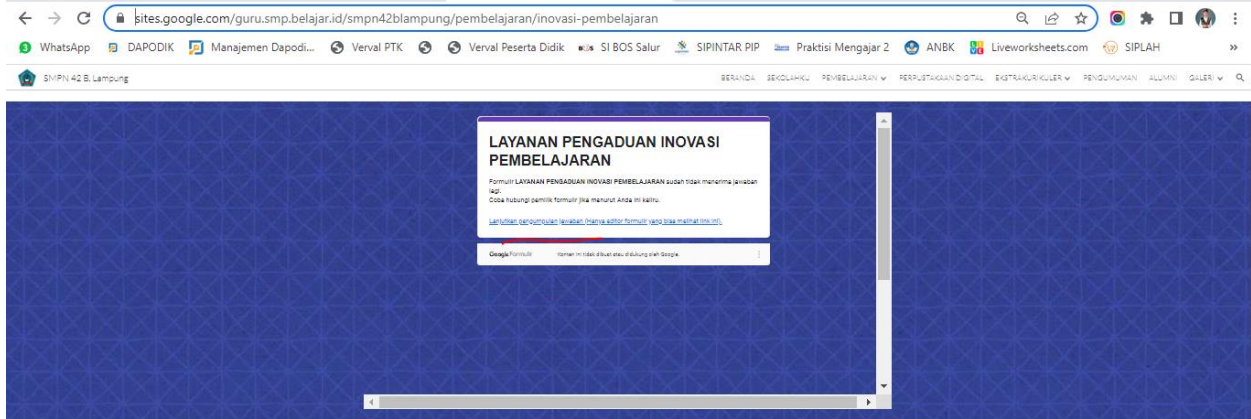 sites.google.com/guru.smp.belajar.id/smpn42blampung/pembelajaran/inovasi-pembelajaran
3 WhatsApp DAPODIK Manajemen Dapodi... Verval PTK Verval Peserta Didik SI BOS Salur SIPINTAR PIP Praktisi Mengajar 2 ANBK Liveworksheets.com SIPLAH »
SMPN 42 B. Lampung BERANDA SEKOLAHKU PEMBELAJARAN PERPUSTAKAAN DIGITAL EKSTRAKURIKULER PENGUMUMAN ALUMNI GALERI
LAYANAN PENGADUAN INOVASI
PEMBELAJARAN
Formulir LAYANAN PENGADUAN INOVASI PEMBELAJARAN sudah tidak menerima jawaban
lagi.
Coba hubungi pemilik formulir jika menurut Anda ini keliru.
Lanjutkan pengumpulan jawaban (Hanya editor formulir yang bisa melihat link ini).
Google Formulir Konten ini tidak dibuat atau didukung oleh Google.